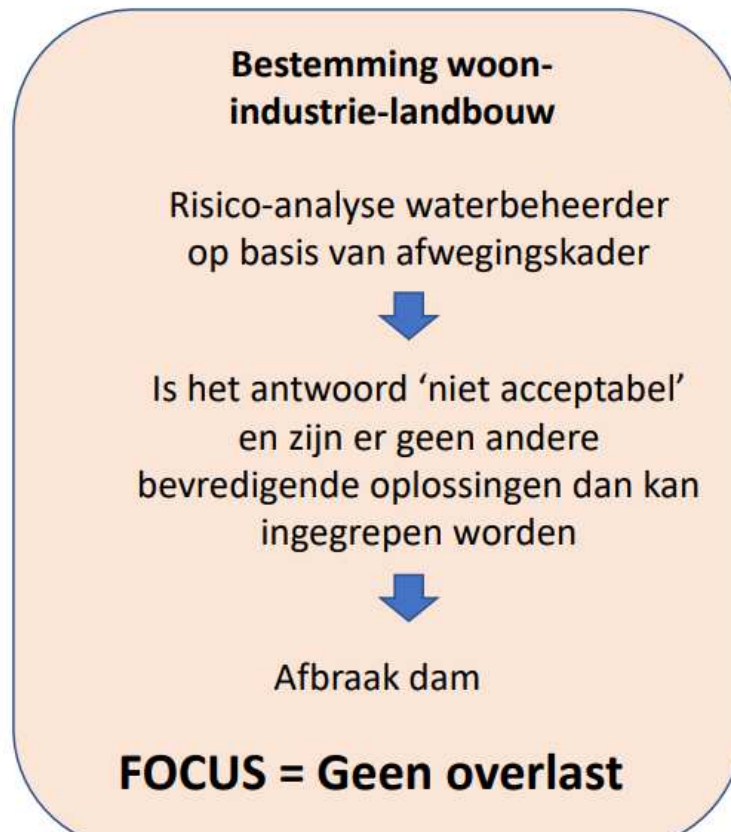 Bestemming woon-
industrie-landbouw
Risico-analyse waterbeheerder
op basis van afwegingskader
Is het antwoord ‘niet acceptabel’
en zijn er geen andere
bevredigende oplossingen dan kan
ingegrepen worden
Afbraak dam
FOCUS = Geen overlast